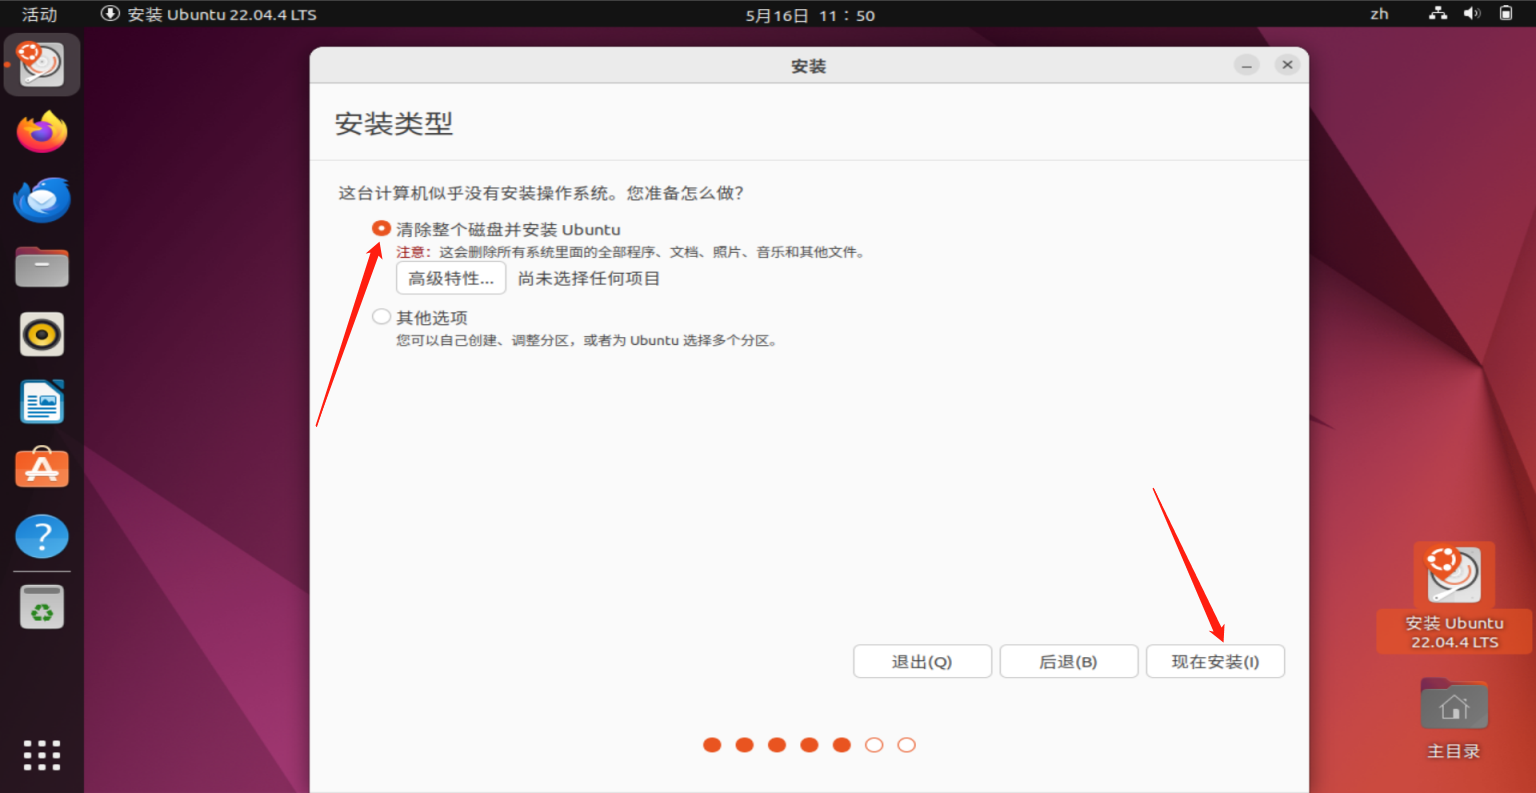 活动
安装 Ubuntu 22.04.4 LTS
5月16日 11：50
zh
安装
安装类型
这台计算机似乎没有安装操作系统。您准备怎么做？
清除整个磁盘并安装 Ubuntu
注意：这会删除所有系统里面的全部程序、文档、照片、音乐和其他文件。
高级特性... 尚未选择任何项目
其他选项
您可以自己创建、调整分区，或者为 Ubuntu 选择多个分区。
退出(Q)
后退(B)
现在安装(I)
安装 Ubuntu
22.04.4 LTS
主目录